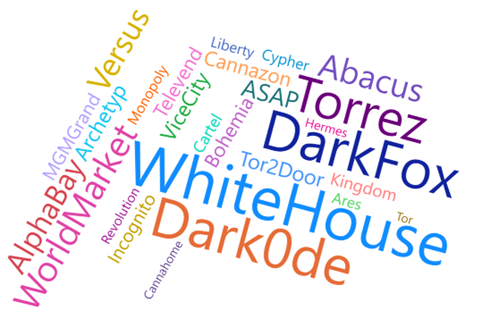 Versus
Liberty
Cypher
Abacus
Cannazon
Televend
Monopoly
ASAP
Torrez
ViceCity
MGMGrand
Archetyp
Bohemia
Hermes
DarkFox
Cartel
AlphaBay
WorldMarket
WhiteHouse
Tor2Door
Kingdom
Ares
Tor
Revolution
Incognito
Dark0de
Cannahome